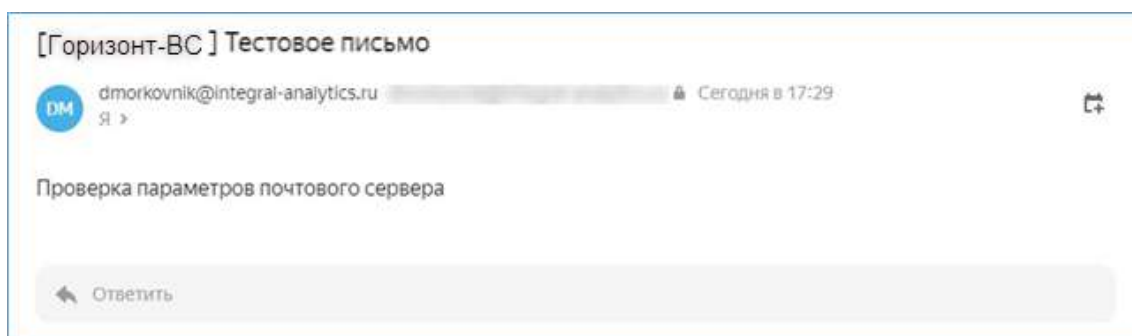 [Горизонт-ВС ] Тестовое письмо
DM
dmorkovnik@integral-analytics.ru Сегодня в 17:29
Я >
Проверка параметров почтового сервера
Ответить